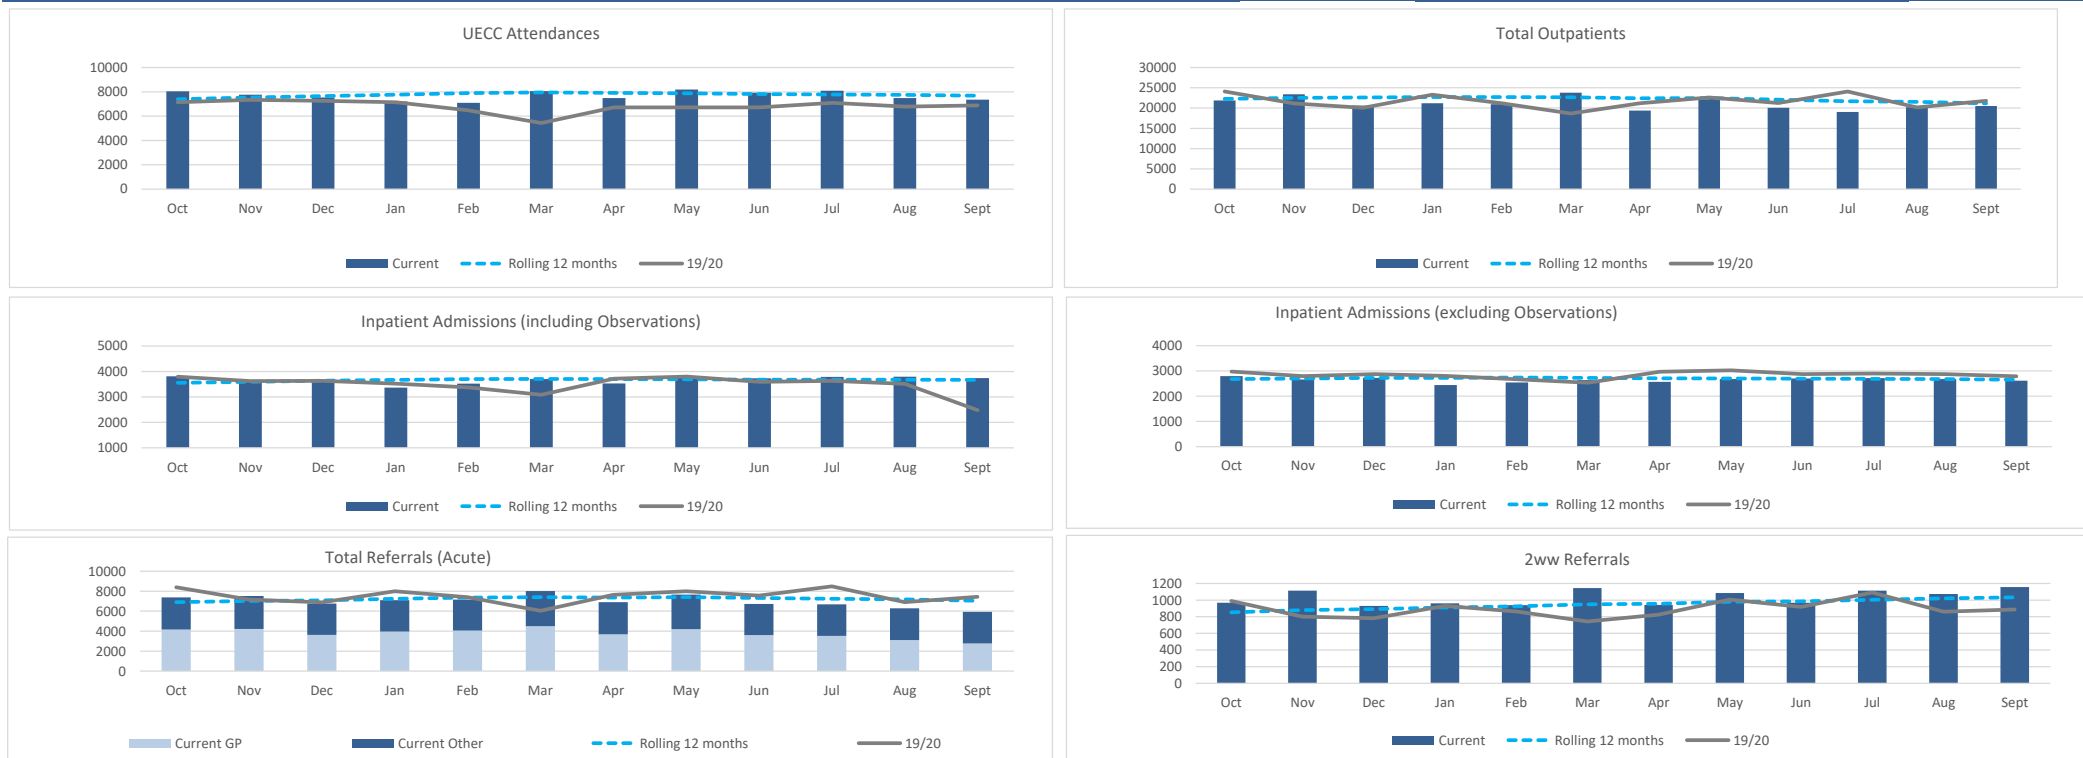 UECC Attendances
10000
8000
6000
4000
2000
0
Oct Nov Dec Jan Feb Mar Apr May Jun Jul Aug Sept
Current Rolling 12 months 19/20
Total Outpatients
30000
25000
20000
15000
10000
5000
0
Oct Nov Dec Jan Feb Mar Apr May Jun Jul Aug Sept
Current Rolling 12 months 19/20
Inpatient Admissions (including Observations)
5000
4000
3000
2000
1000
Oct Nov Dec Jan Feb Mar Apr May Jun Jul Aug Sept
Current Rolling 12 months 19/20
Inpatient Admissions (excluding Observations)
4000
3000
2000
1000
0
Oct Nov Dec Jan Feb Mar Apr May Jun Jul Aug Sept
Current Rolling 12 months 19/20
Total Referrals (Acute)
10000
8000
6000
4000
2000
0
Oct Nov Dec Jan Feb Mar Apr May Jun Jul Aug Sept
Current GP Current Other Rolling 12 months 19/20
2ww Referrals
1200
1000
800
600
400
200
0
Oct Nov Dec Jan Feb Mar Apr May Jun Jul Aug Sept
Current Rolling 12 months 19/20